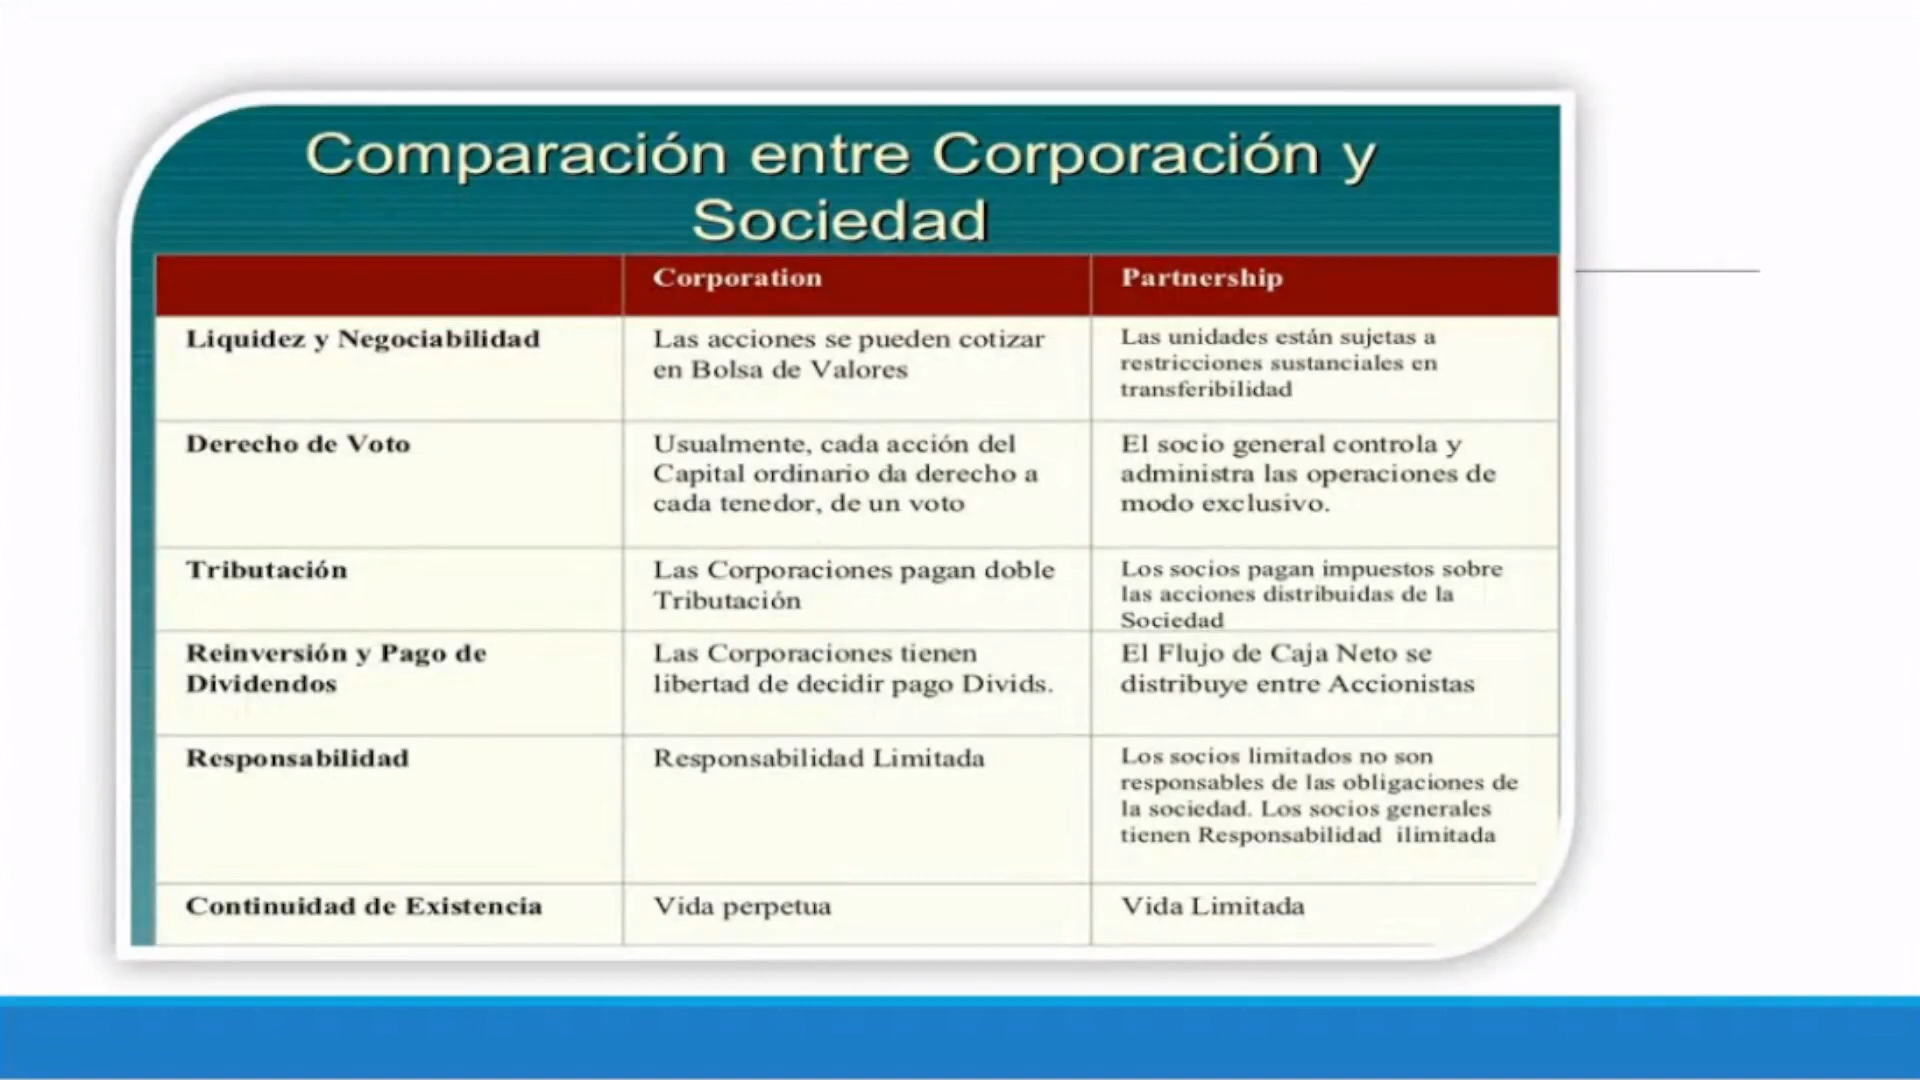 Comparación entre Corporación y
Sociedad
Corporation
Partnership
Liquidez y Negociabilidad
Las acciones se pueden cotizar
en Bolsa de Valores
Las unidades están sujetas a
restricciones sustanciales en
transferibilidad
Derecho de Voto
Usualmente, cada acción del
Capital ordinario da derecho a
cada tenedor, de un voto
El socio general controla y
administra las operaciones de
modo exclusivo.
Tributación
Las Corporaciones pagan doble
Tributación
Los socios pagan impuestos sobre
las acciones distribuidas de la
Sociedad
Reinversión y Pago de
Dividendos
Las Corporaciones tienen
libertad de decidir pago Divids.
El Flujo de Caja Neto se
distribuye entre Accionistas
Responsabilidad
Responsabilidad Limitada
Los socios limitados no son
responsables de las obligaciones de
la sociedad. Los socios generales
tienen Responsabilidad ilimitada
Continuidad de Existencia
Vida perpetua
Vida Limitada